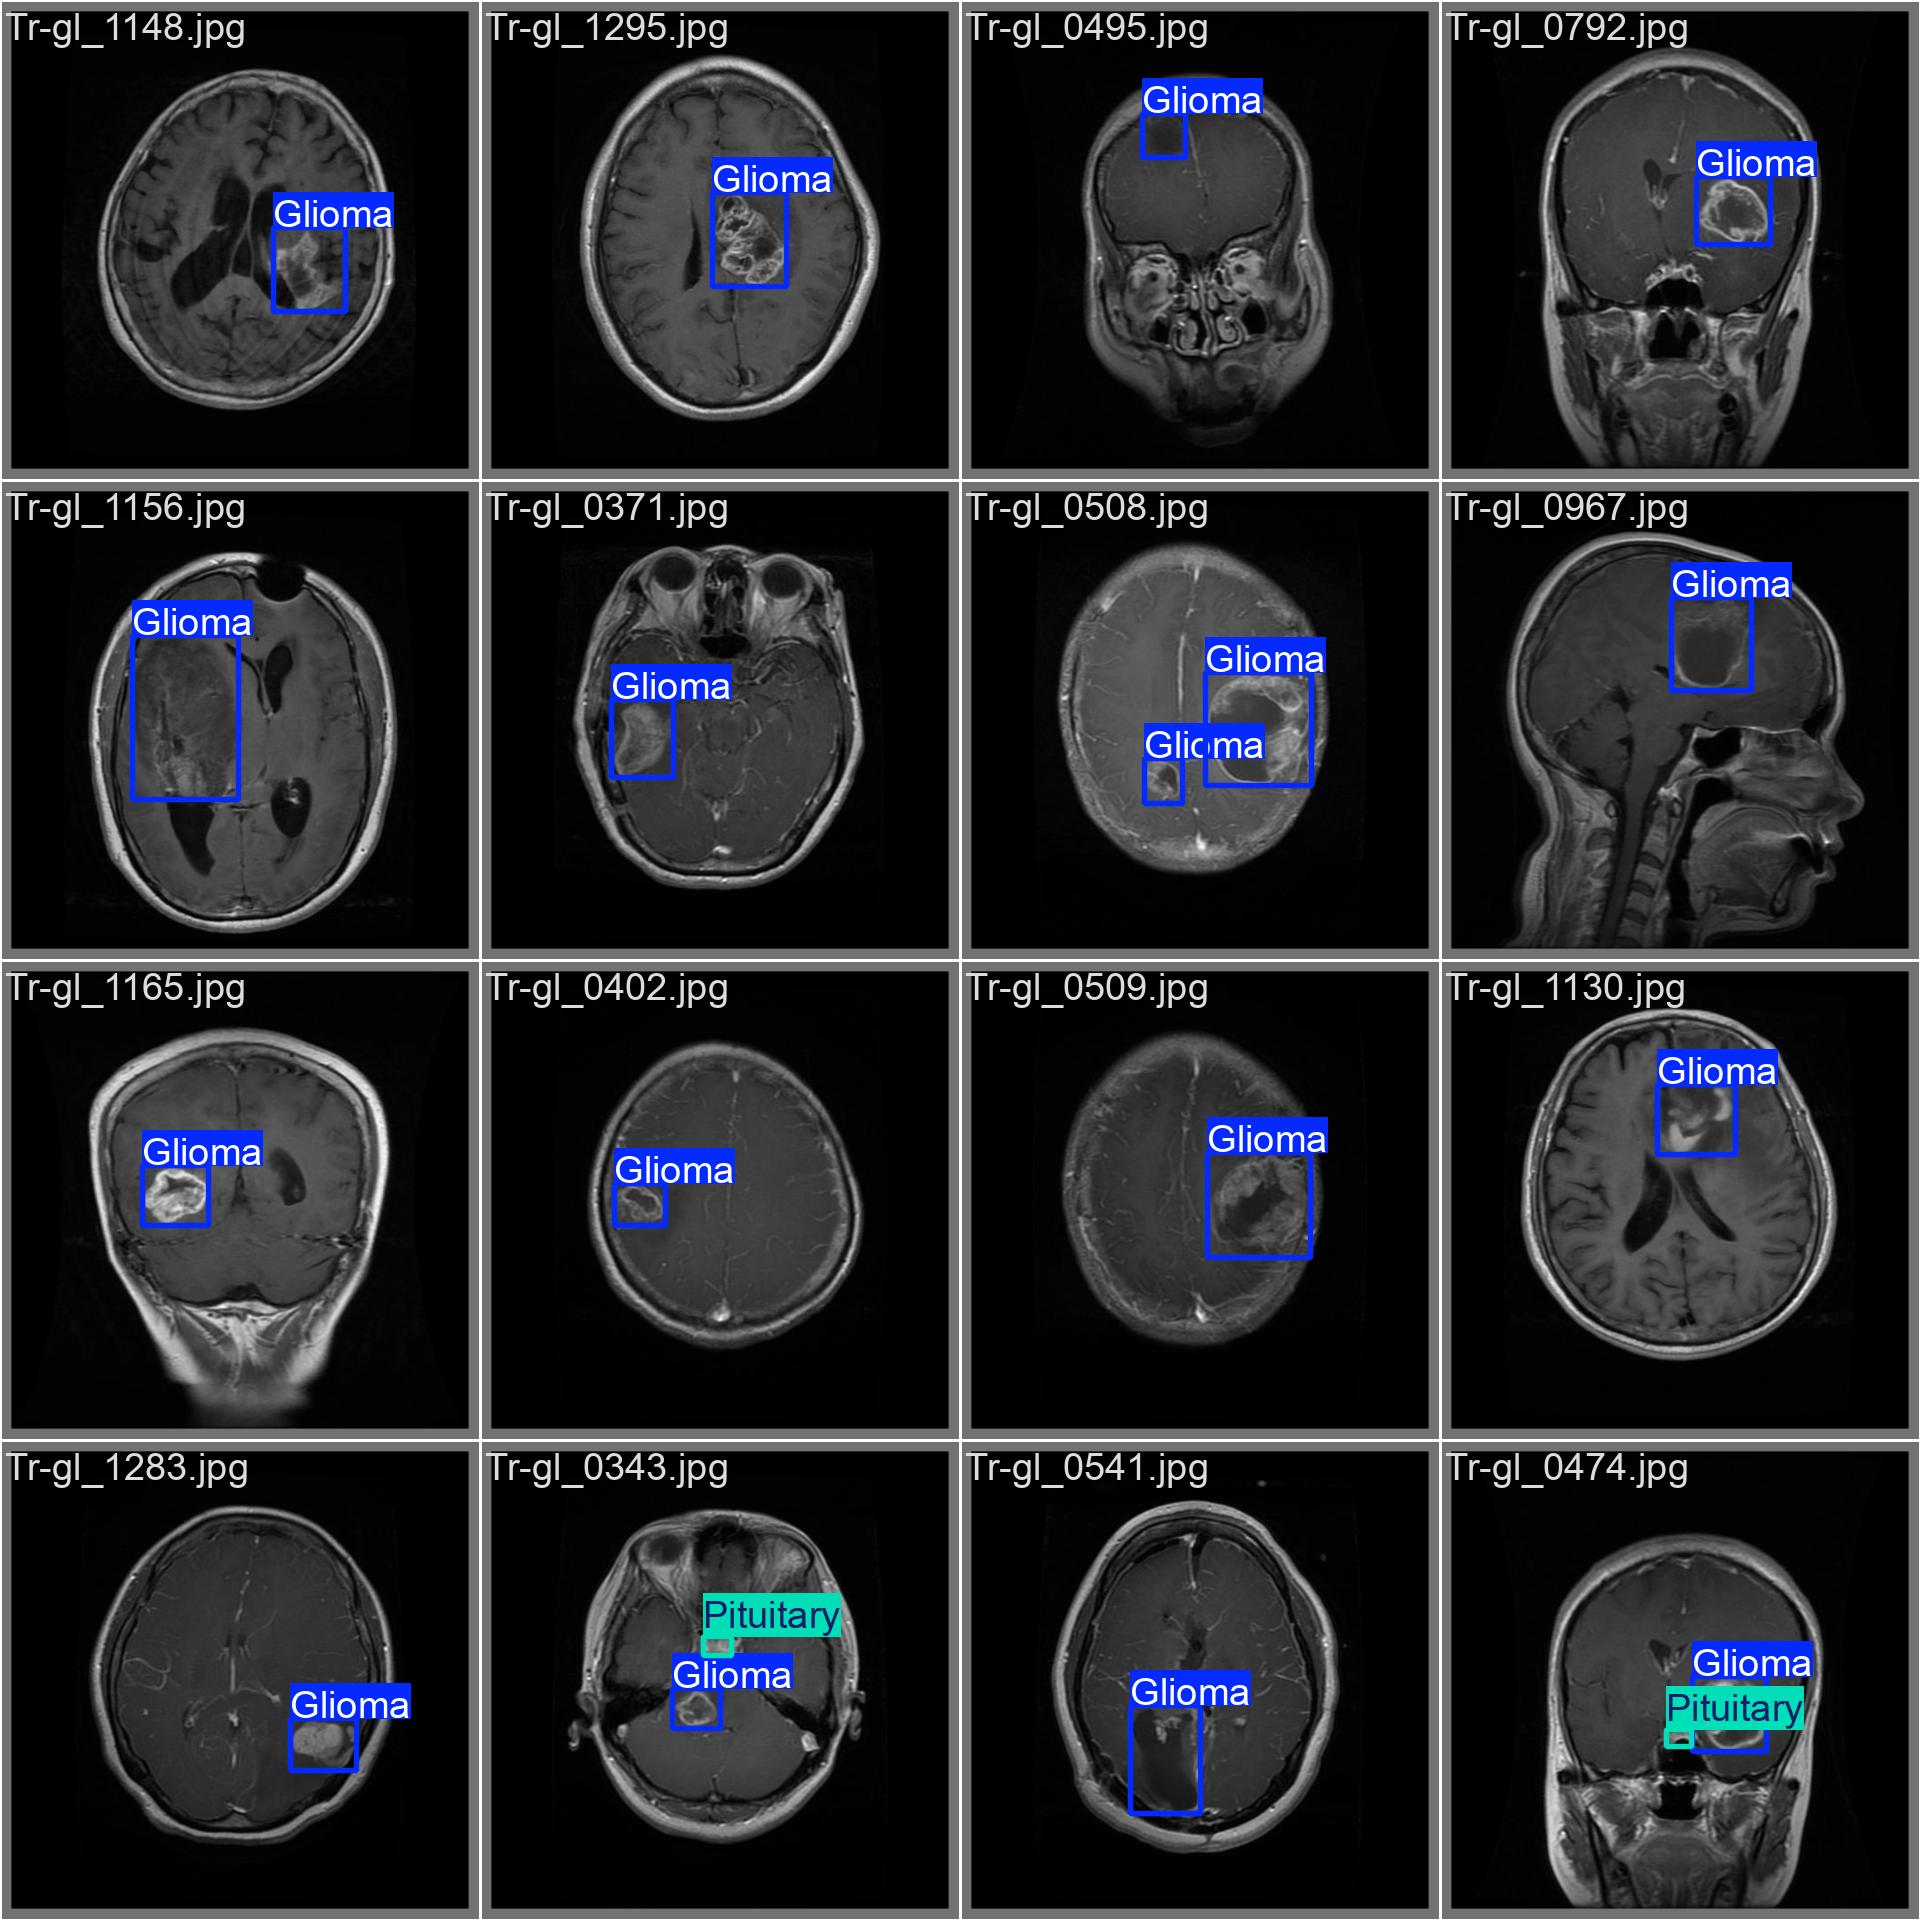 Tr-gl_1148.jpg
Glioma
Tr-gl_1295.jpg
Glioma
Tr-gl_0495.jpg
Glioma
Tr-gl_0792.jpg
Glioma
Tr-gl_1156.jpg
Glioma
Tr-gl_0371.jpg
Glioma
Tr-gl_0508.jpg
Glioma
Glioma
Tr-gl_0967.jpg
Glioma
Tr-gl_1165.jpg
Glioma
Tr-gl_0402.jpg
Glioma
Tr-gl_0509.jpg
Glioma
Tr-gl_1130.jpg
Glioma
Tr-gl_1283.jpg
Glioma
Tr-gl_0343.jpg
Pituitary
Glioma
Tr-gl_0541.jpg
Glioma
Tr-gl_0474.jpg
Glioma
Pituitary